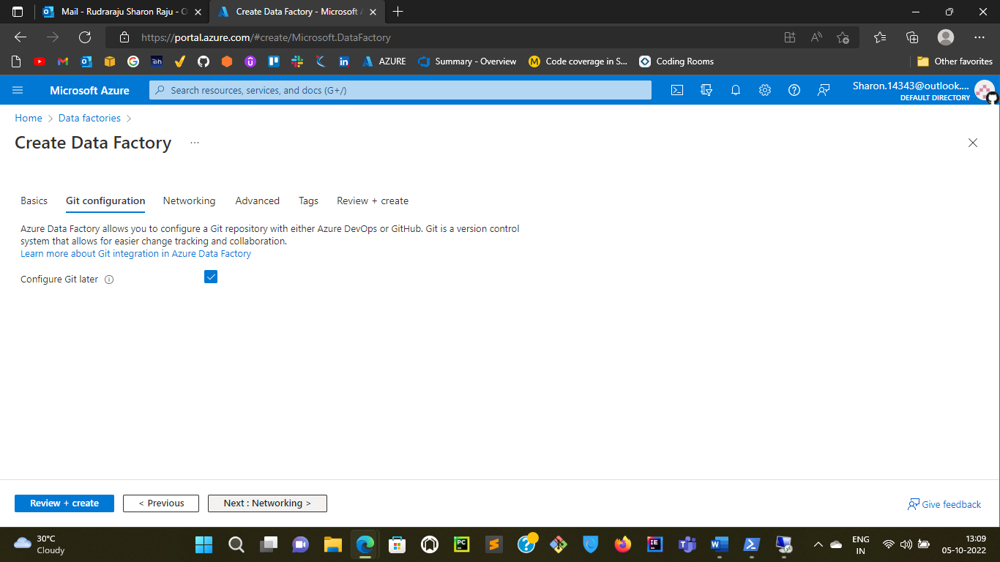 Mail - Rudraraju Sharon Raju - O
Create Data Factory - Microsoft A
https://portal.azure.com/#create/Microsoft.DataFactory
AZURE
Summary - Overview
Code coverage in S...
Coding Rooms
Other favorites
Microsoft Azure
Search resources, services, and docs (G+/)
Sharon.14343@outlook....
DEFAULT DIRECTORY
Home > Data factories >
Create Data Factory ...
Basics
Git configuration
Networking
Advanced
Tags
Review + create
Azure Data Factory allows you to configure a Git repository with either Azure DevOps or GitHub. Git is a version control
system that allows for easier change tracking and collaboration.
Learn more about Git integration in Azure Data Factory
Configure Git later
Review + create
< Previous
Next : Networking >
Give feedback
30°C
Cloudy
ENG
IN
13:09
05-10-2022